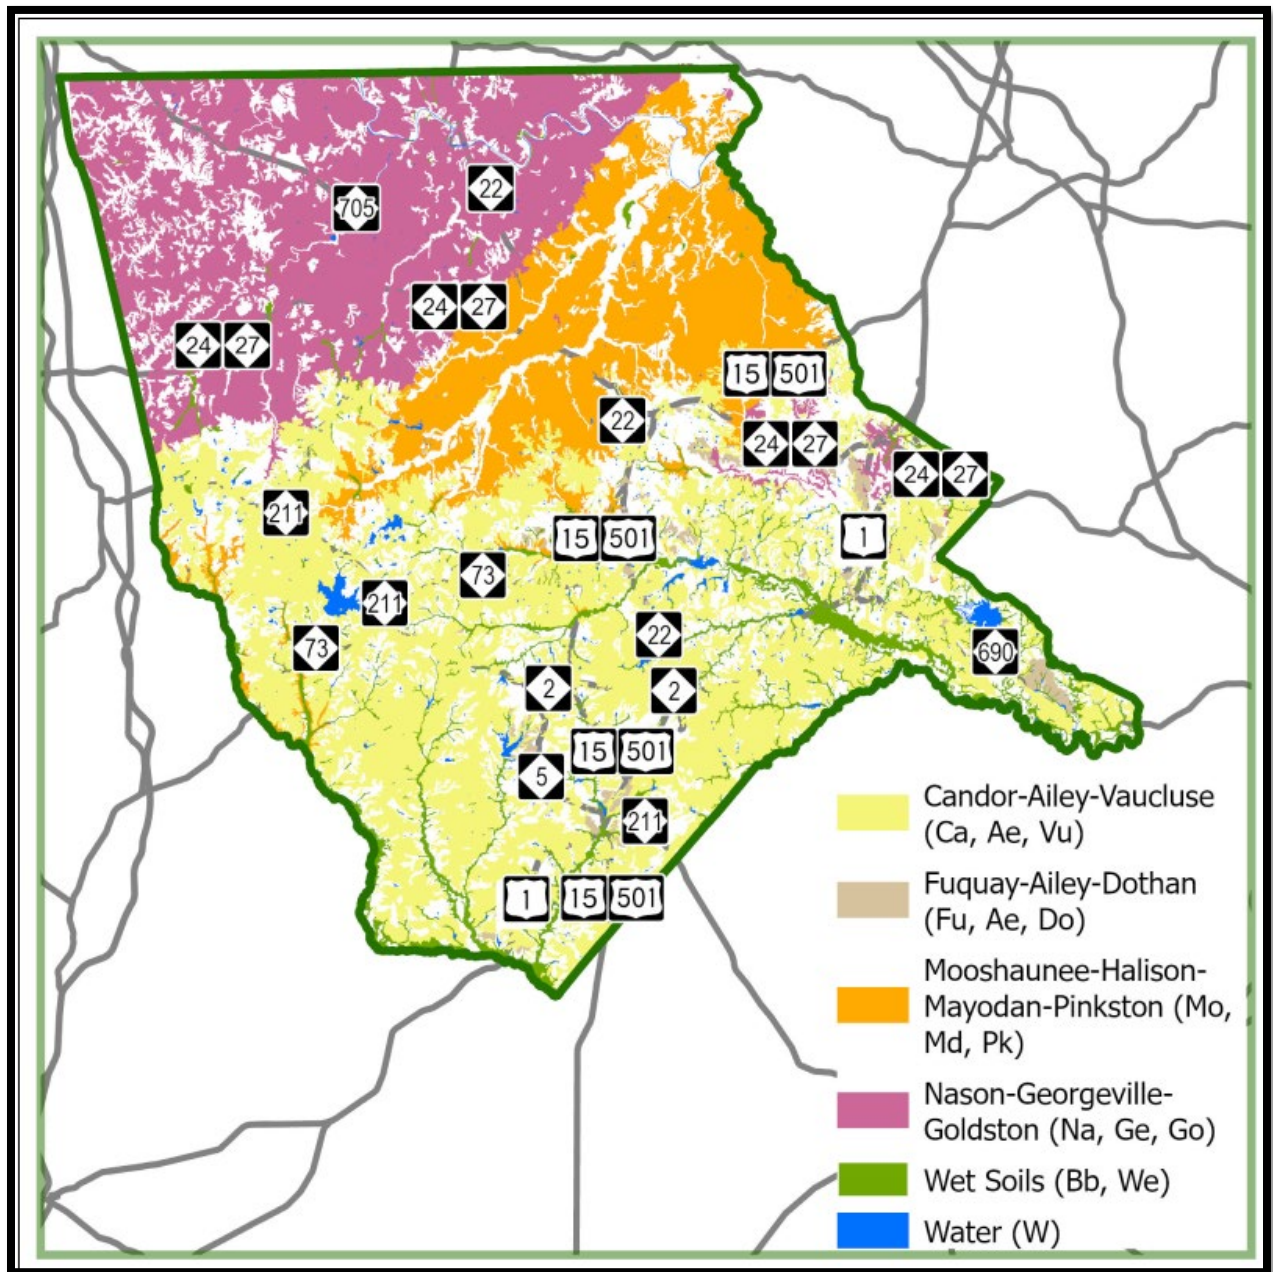 705
22
24 27
24 27
15 501
22
24 27
24 27
211
15 501
1
73
211
22
73
690
2
2
15 501
5
211
1
15 501
Candor-Ailey-Vaucluse
(Ca, Ae, Vu)
Fuquay-Ailey-Dothan
(Fu, Ae, Do)
Mooshaunee-Halison-
Mayodan-Pinkston (Mo,
Md, Pk)
Nason-Georgeville-
Goldston (Na, Ge, Go)
Wet Soils (Bb, We)
Water (W)